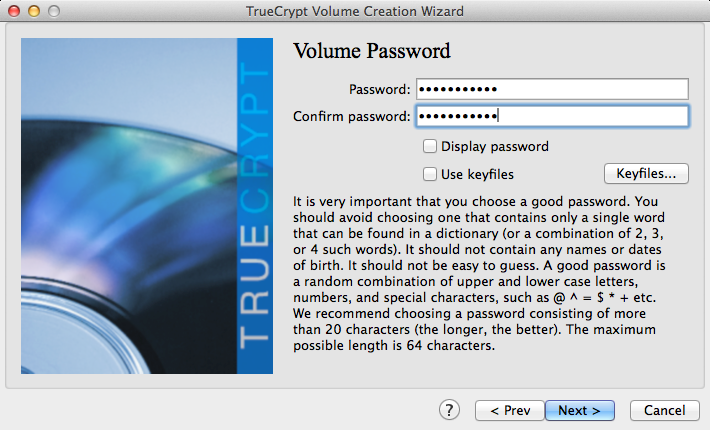 TrueCrypt Volume Creation Wizard
TRUECRYPT
Volume Password
Password: •••••••••••
Confirm password: •••••••••••
Display password
Use keyfiles
Keyfiles...
It is very important that you choose a good password. You
should avoid choosing one that contains only a single word
that can be found in a dictionary (or a combination of 2, 3,
or 4 such words). It should not contain any names or dates
of birth. It should not be easy to guess. A good password is
a random combination of upper and lower case letters,
numbers, and special characters, such as @ ^ = $ * + etc.
We recommend choosing a password consisting of more
than 20 characters (the longer, the better). The maximum
possible length is 64 characters.
? < Prev Next > Cancel